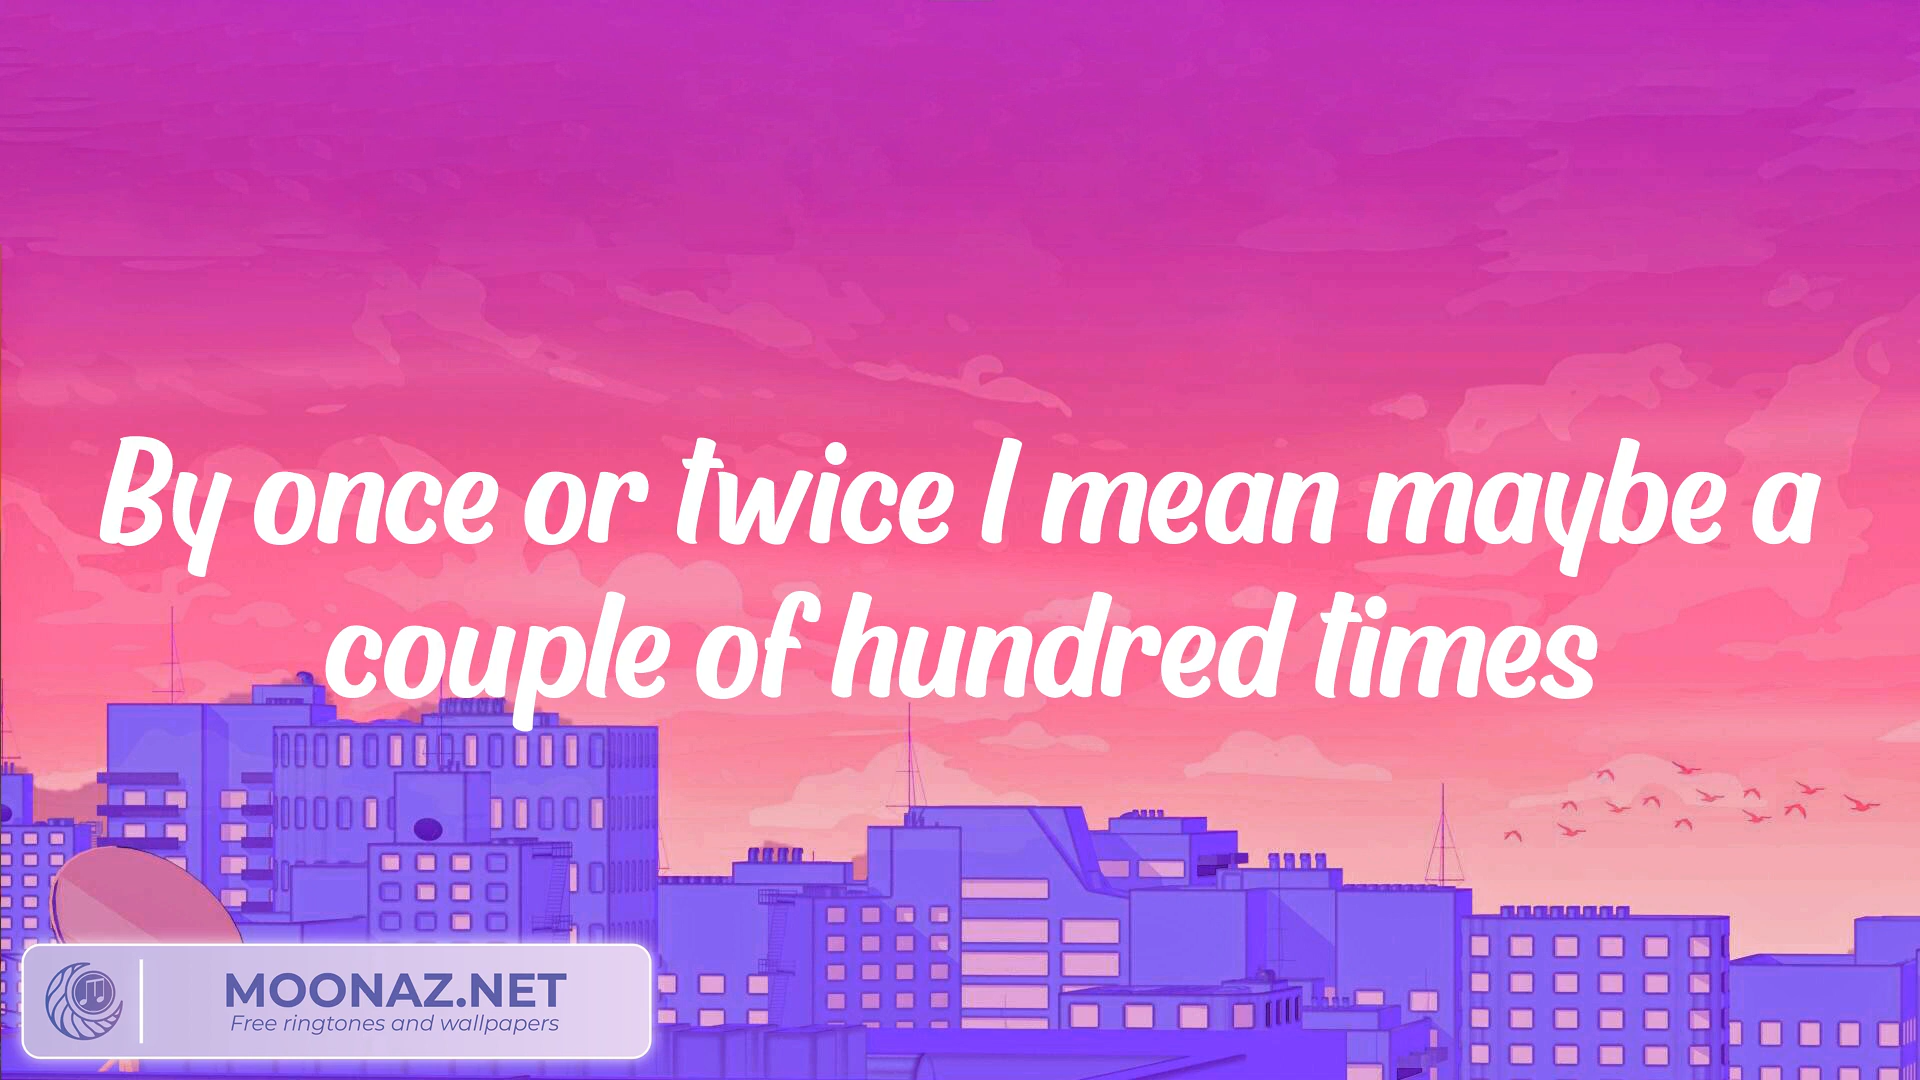 By once or twice I mean maybe a
couple of hundred times
MOONAZ.NET
Free ringtones and wallpapers